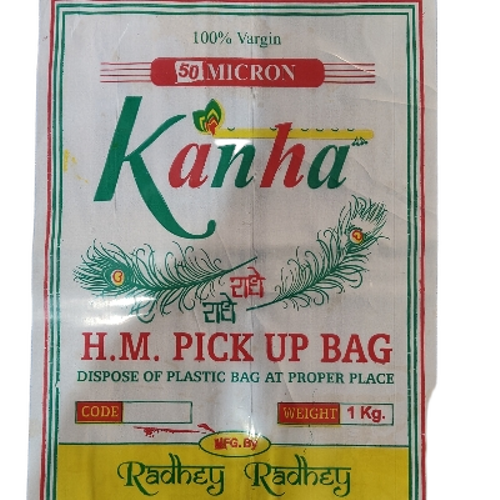 100% Vargin
50 MICRON
Kanha
राधे
राधे
H.M. PICK UP BAG
DISPOSE OF PLASTIC BAG AT PROPER PLACE
CODE WEIGHT 1 Kg.
MFG.By
Radhey Radhey